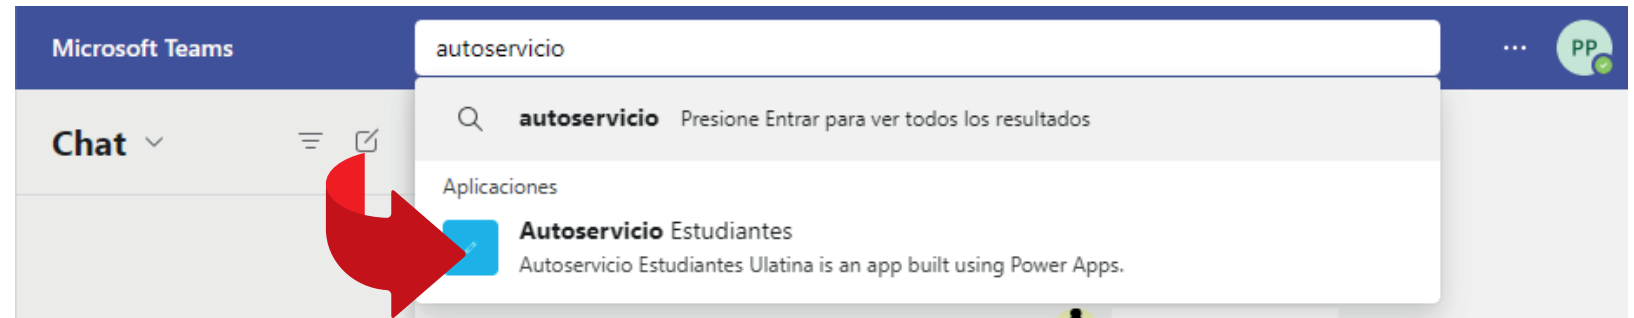 Microsoft Teams
autoservicio
...
PP
Chat
autoservicio Presione Entrar para ver todos los resultados
Aplicaciones
Autoservicio Estudiantes
Autoservicio Estudiantes Ulatina is an app built using Power Apps.